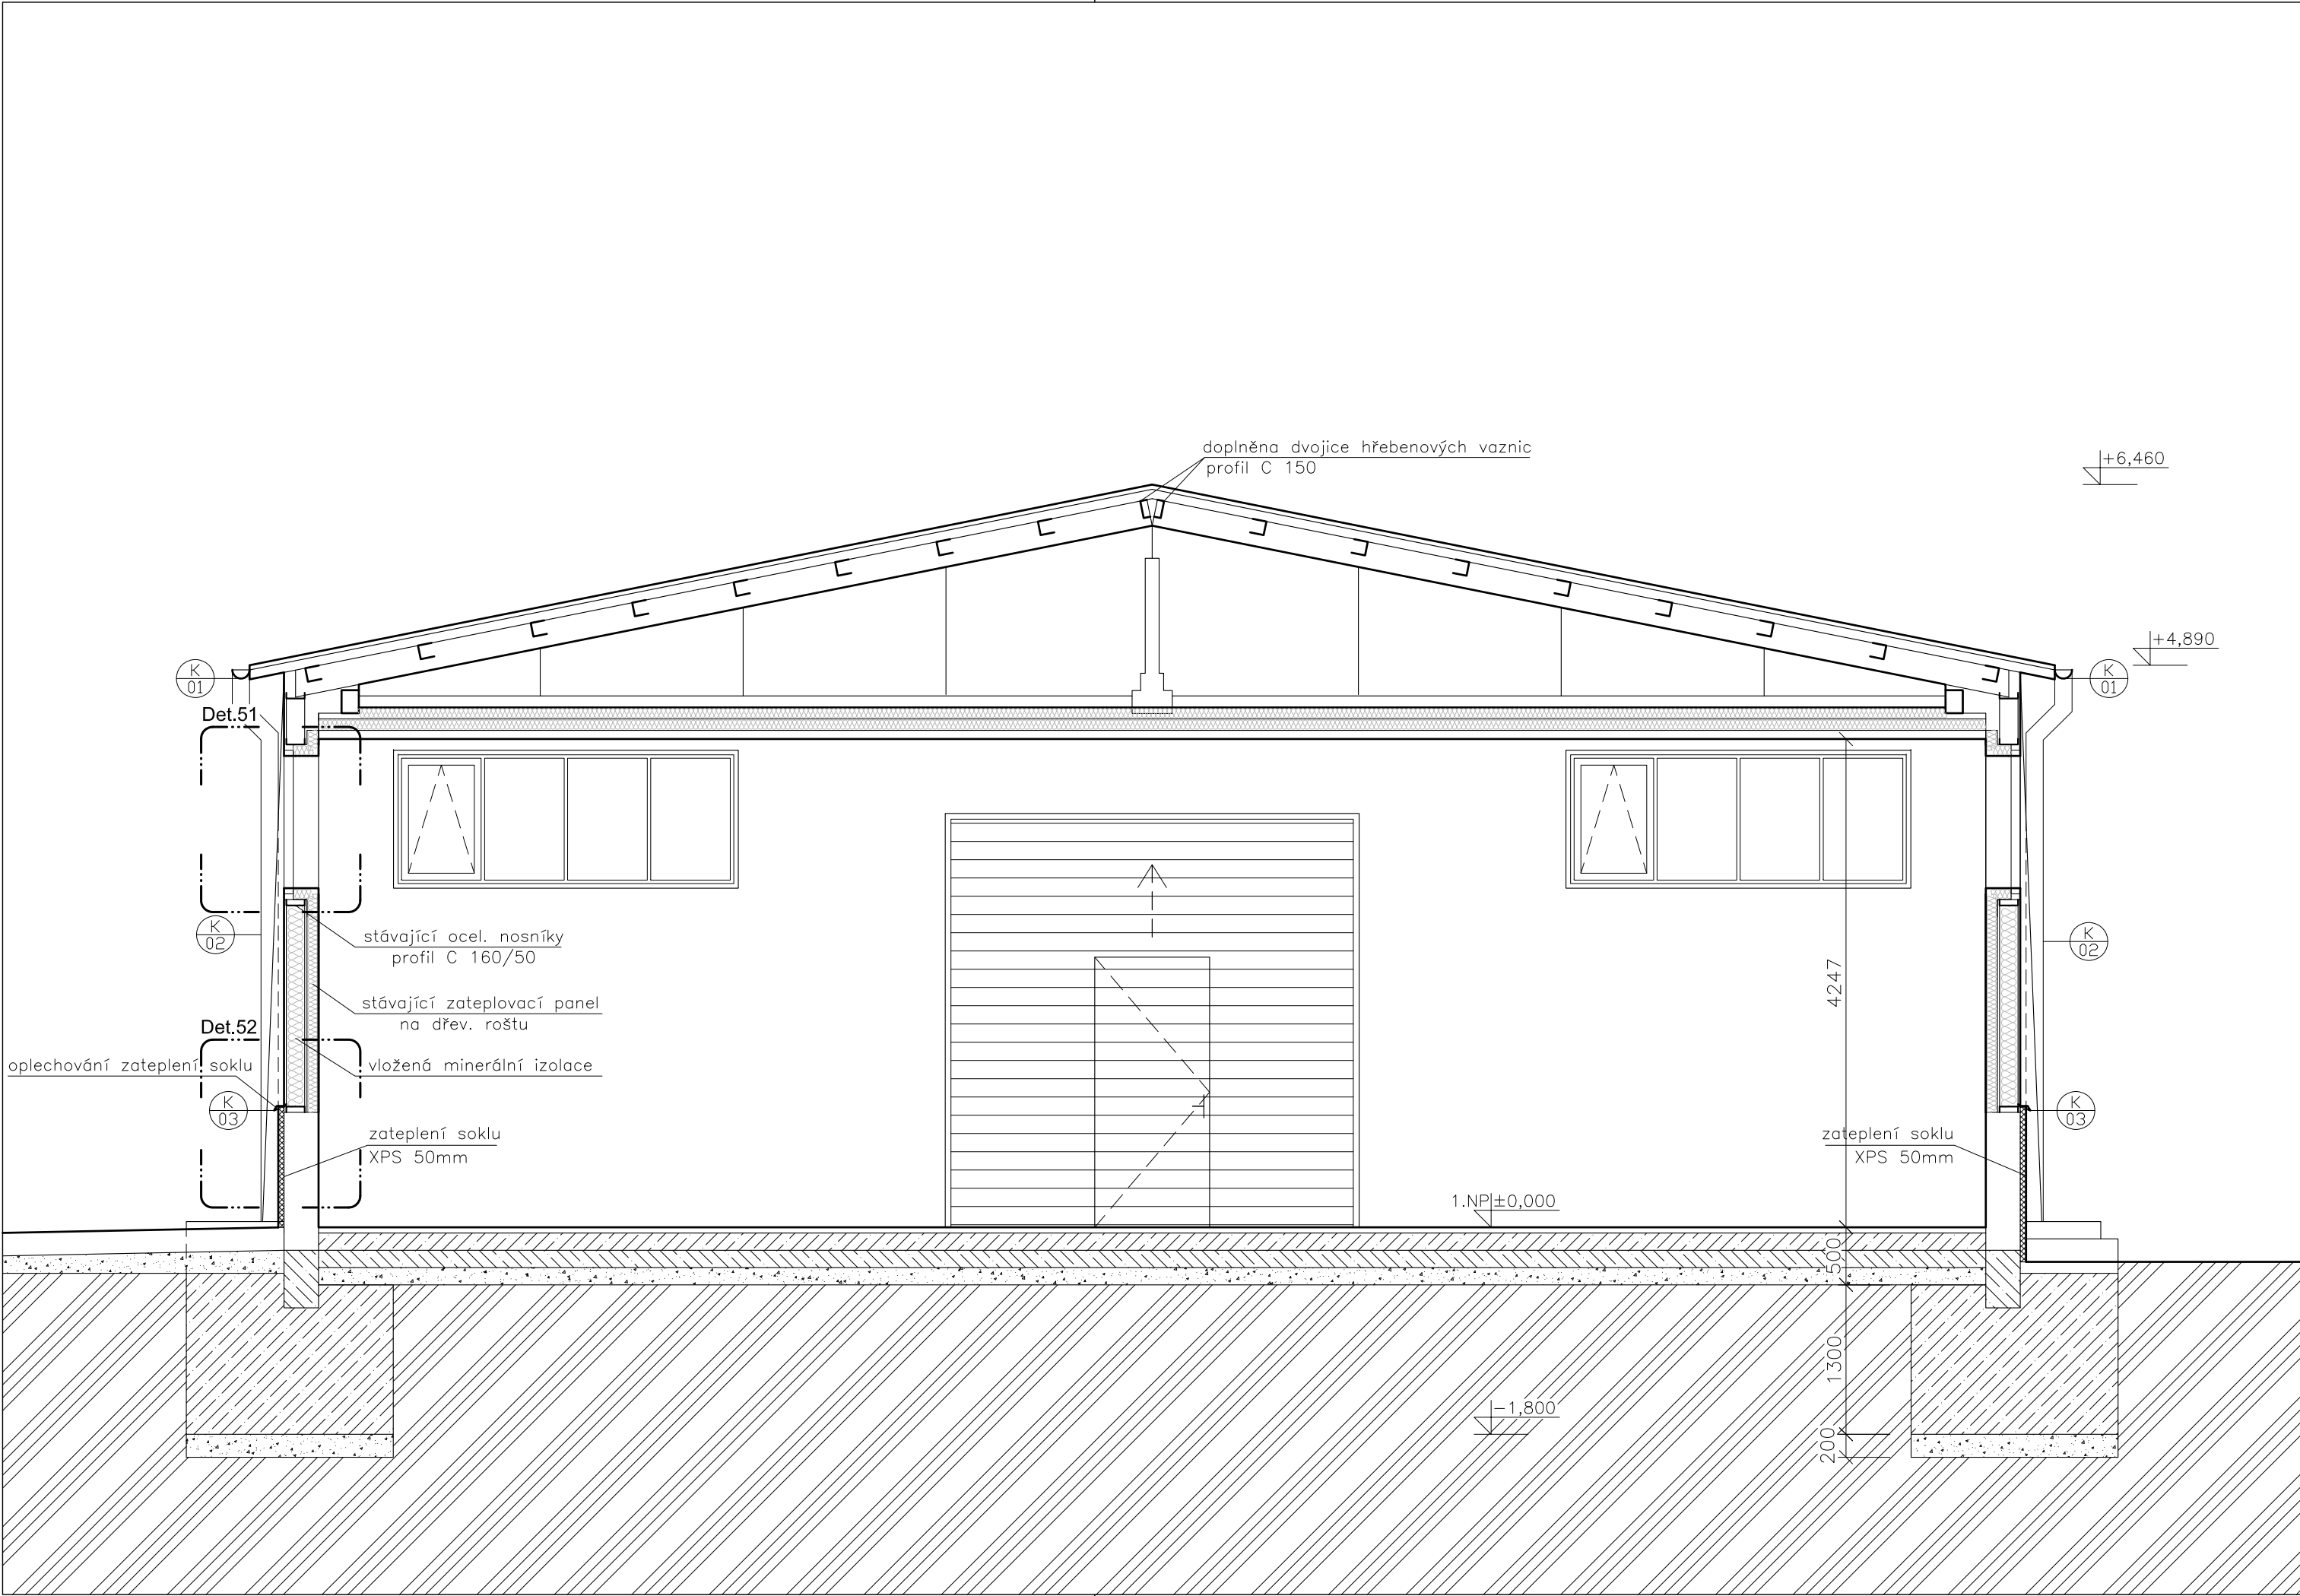 doplněna dvojice hřebenových vaznic
profil C 150
+6,460
+4,890
K
01
K
01
Det.51
K
02
stávající ocel. nosníky
profil C 160/50
K
02
4247
stávající zateplovací panel
na dřev. roštu
Det.52
oplechování zateplení soklu
vložená minerální izolace
K
03
K
03
zateplení soklu
XPS 50mm
zateplení soklu
XPS 50mm
1.NP ±0,000
500
1300
-1,800
200